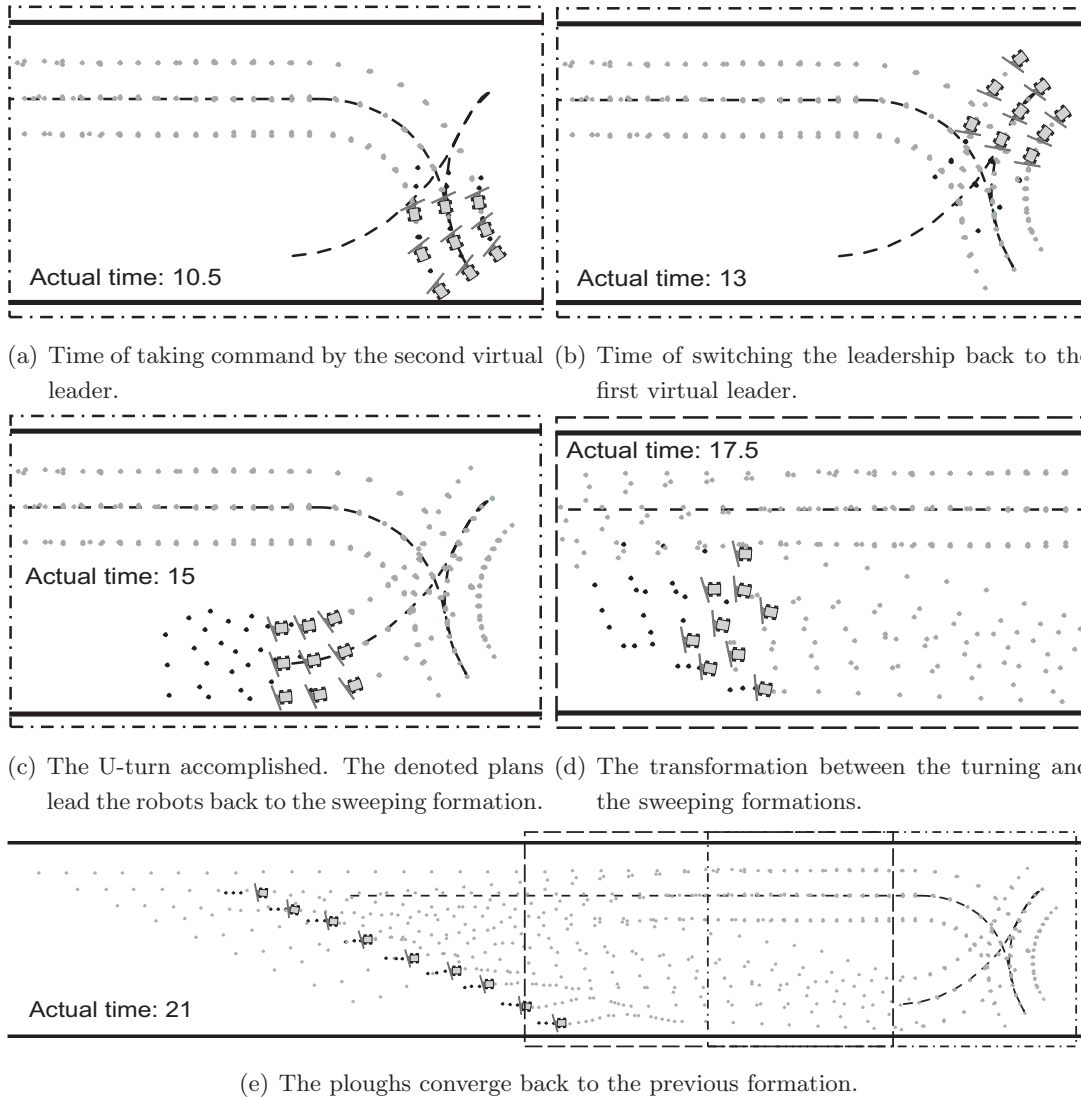 Actual time: 10.5
Actual time: 13
(a) Time of taking command by the second virtual leader.
(b) Time of switching the leadership back to the first virtual leader.
Actual time: 15
Actual time: 17.5
(c) The U-turn accomplished. The denoted plans lead the robots back to the sweeping formation.
(d) The transformation between the turning and the sweeping formations.
Actual time: 21
(e) The ploughs converge back to the previous formation.